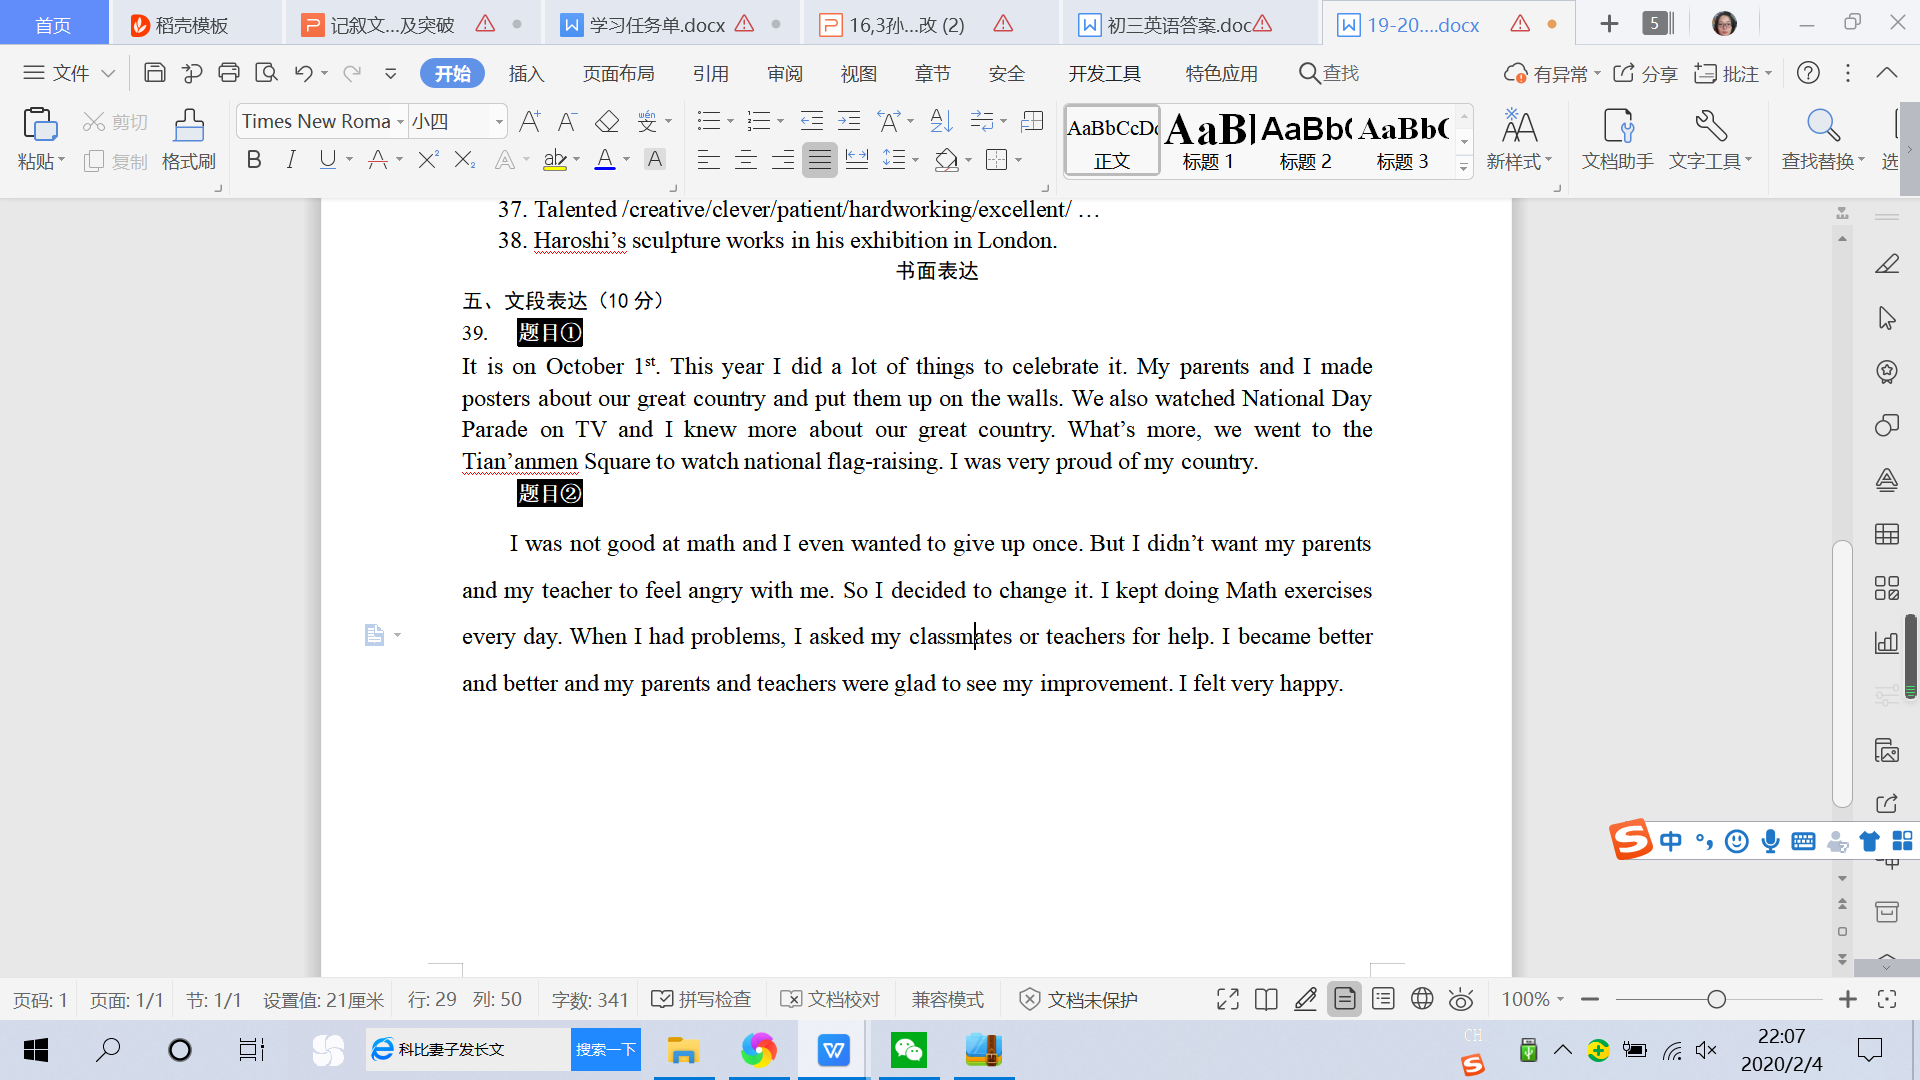 首页
稻壳模板
记叙文...及突破
学习任务单.docx
16,3孙...改 (2)
初三英语答案.doc
19-20....docx
5
文件
开始
插入
页面布局
引用
审阅
视图
章节
安全
开发工具
特色应用
查找
有异常
分享
批注
粘贴
剪切
复制
格式刷
Times New Roma
小四
AaBbCcDd
正文
AaBl
标题 1
AaBb(
标题 2
AaBb(
标题 3
新样式
文档助手
文字工具
查找替换
选
37. Talented /creative/clever/patient/hardworking/excellent/ …
38. Haroshi’s sculpture works in his exhibition in London.
书面表达
五、文段表达（10 分）
39. 题目①
It is on October 1st. This year I did a lot of things to celebrate it. My parents and I made
posters about our great country and put them up on the walls. We also watched National Day
Parade on TV and I knew more about our great country. What’s more, we went to the
Tian’anmen Square to watch national flag-raising. I was very proud of my country.
题目②
I was not good at math and I even wanted to give up once. But I didn’t want my parents
and my teacher to feel angry with me. So I decided to change it. I kept doing Math exercises
every day. When I had problems, I asked my classmates or teachers for help. I became better
and better and my parents and teachers were glad to see my improvement. I felt very happy.
中
页码: 1
页面: 1/1
节: 1/1
设置值: 21厘米
行: 29
列: 50
字数: 341
拼写检查
文档校对
兼容模式
文档未保护
100%
科比妻子发长文
搜索一下
CH
22:07
2020/2/4